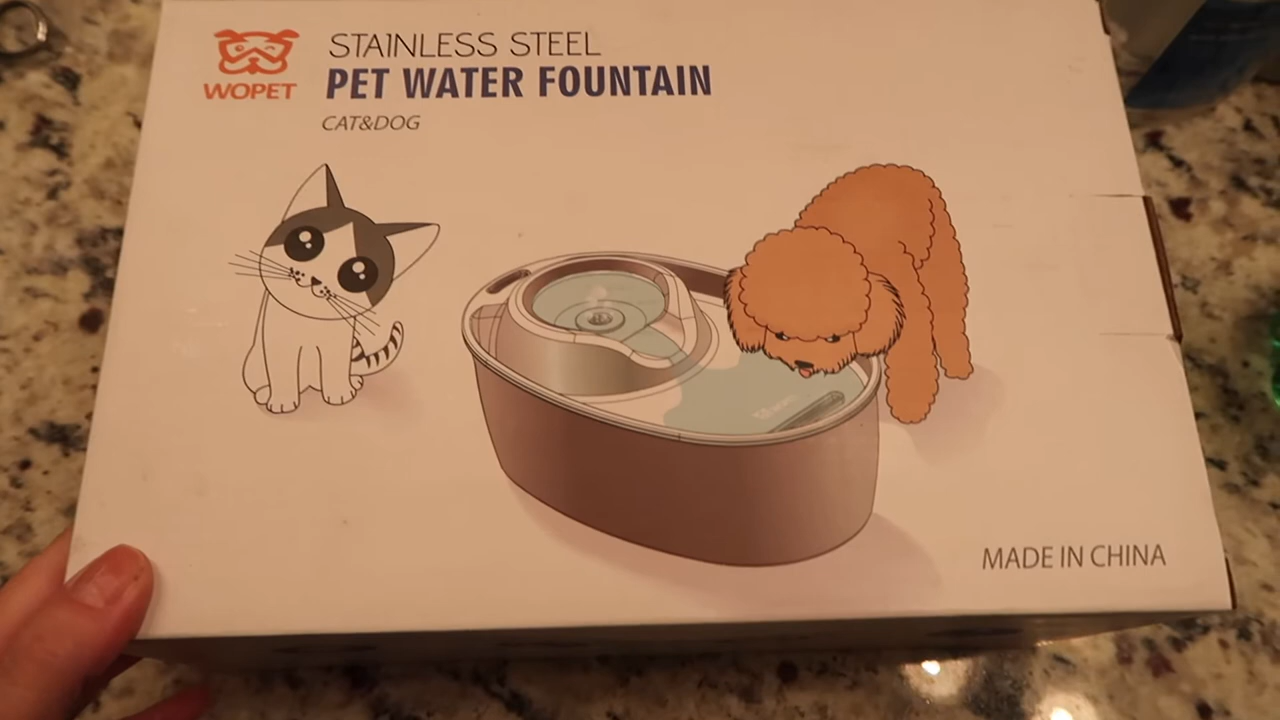 WOPET
STAINLESS STEEL
PET WATER FOUNTAIN
CAT&DOG
MADE IN CHINA